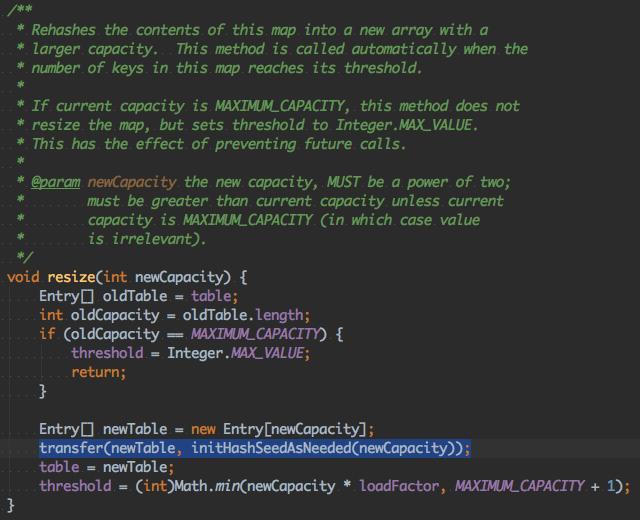 /**
 * Rehashes the contents of this map into a new array with a
 * larger capacity.  This method is called automatically when the
 * number of keys in this map reaches its threshold.
 *
 * If current capacity is MAXIMUM_CAPACITY, this method does not
 * resize the map, but sets threshold to Integer.MAX_VALUE.
 * This has the effect of preventing future calls.
 *
 * @param newCapacity the new capacity, MUST be a power of two;
 *        must be greater than current capacity unless current
 *        capacity is MAXIMUM_CAPACITY (in which case value
 *        is irrelevant).
 */
void resize(int newCapacity) {
    Entry[] oldTable = table;
    int oldCapacity = oldTable.length;
    if (oldCapacity == MAXIMUM_CAPACITY) {
        threshold = Integer.MAX_VALUE;
        return;
    }

    Entry[] newTable = new Entry[newCapacity];
    transfer(newTable, initHashSeedAsNeeded(newCapacity));
    table = newTable;
    threshold = (int)Math.min(newCapacity * loadFactor, MAXIMUM_CAPACITY + 1);
}